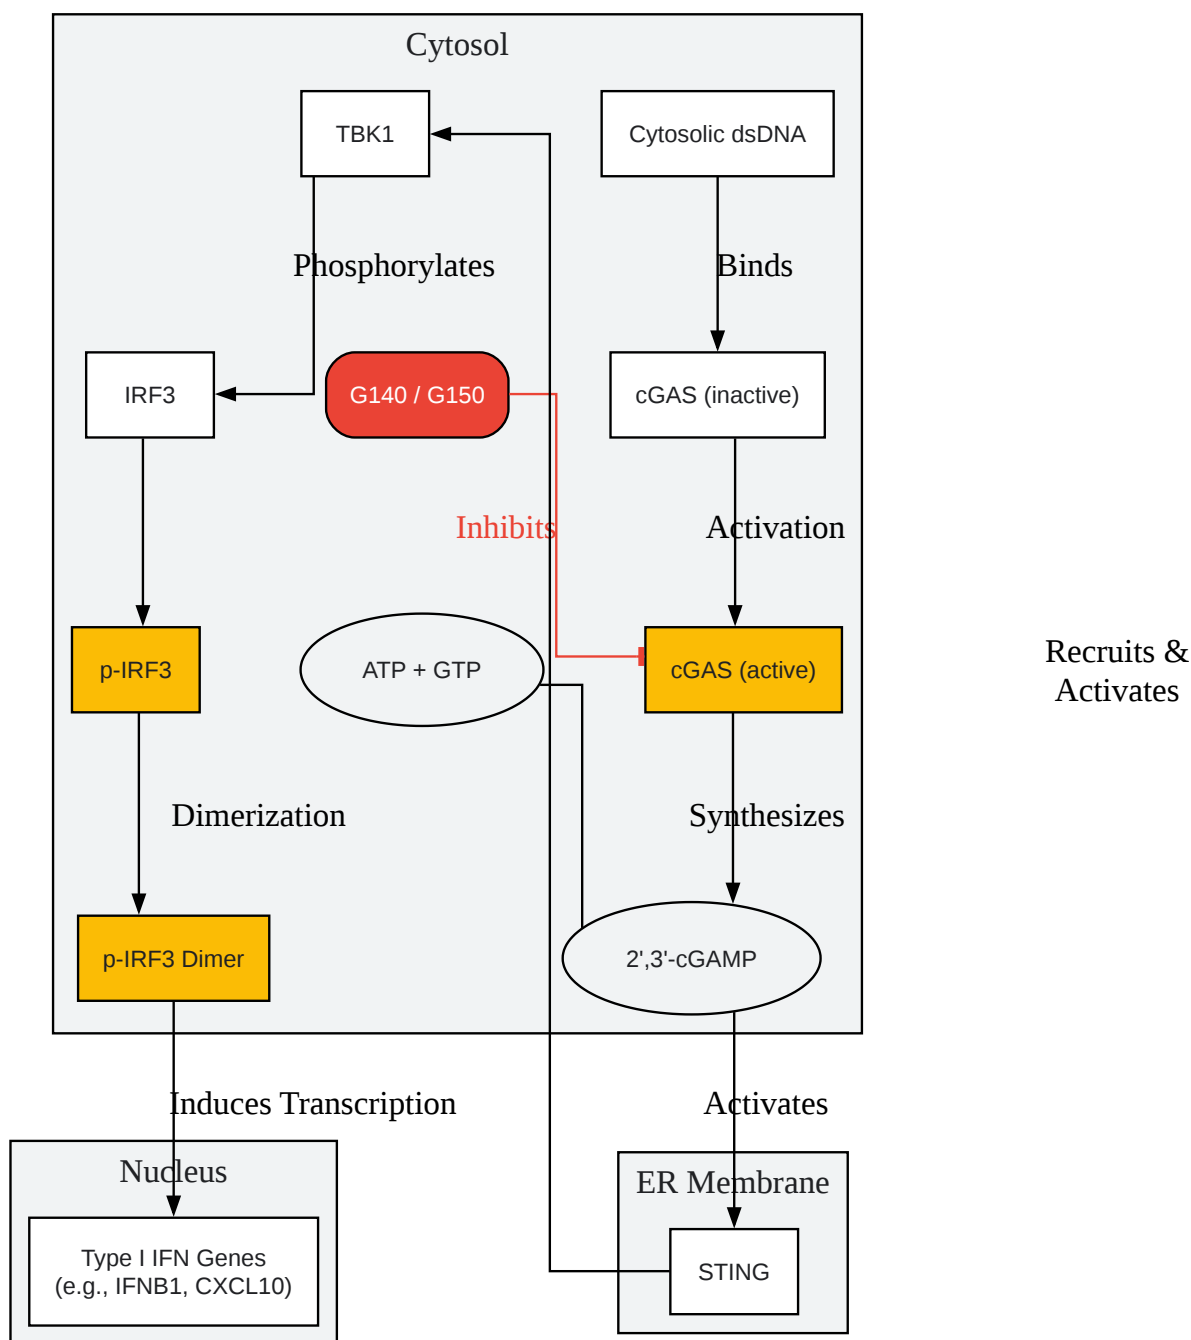 Cytosol
TBK1
Cytosolic dsDNA
Phosphorylates
Binds
IRF3
G140 / G150
cGAS (inactive)
Inhibits
Activation
p-IRF3
ATP + GTP
cGAS (active)
Recruits &
Activates
Dimerization
Synthesizes
p-IRF3 Dimer
2',3'-cGAMP
Induces Transcription
Activates
Nucleus
ER Membrane
Type I IFN Genes
(e.g., IFNB1, CXCL10)
STING